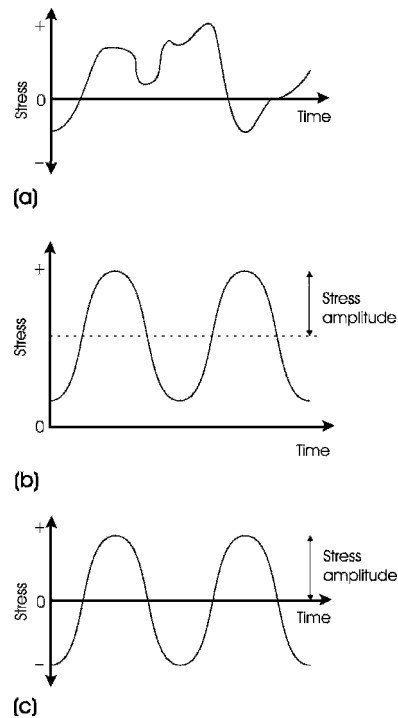 +
Stress
0
Time
−
(a)
+
Stress
Stress
amplitude
0
Time
(b)
+
Stress
amplitude
Stress
0
Time
−
(c)